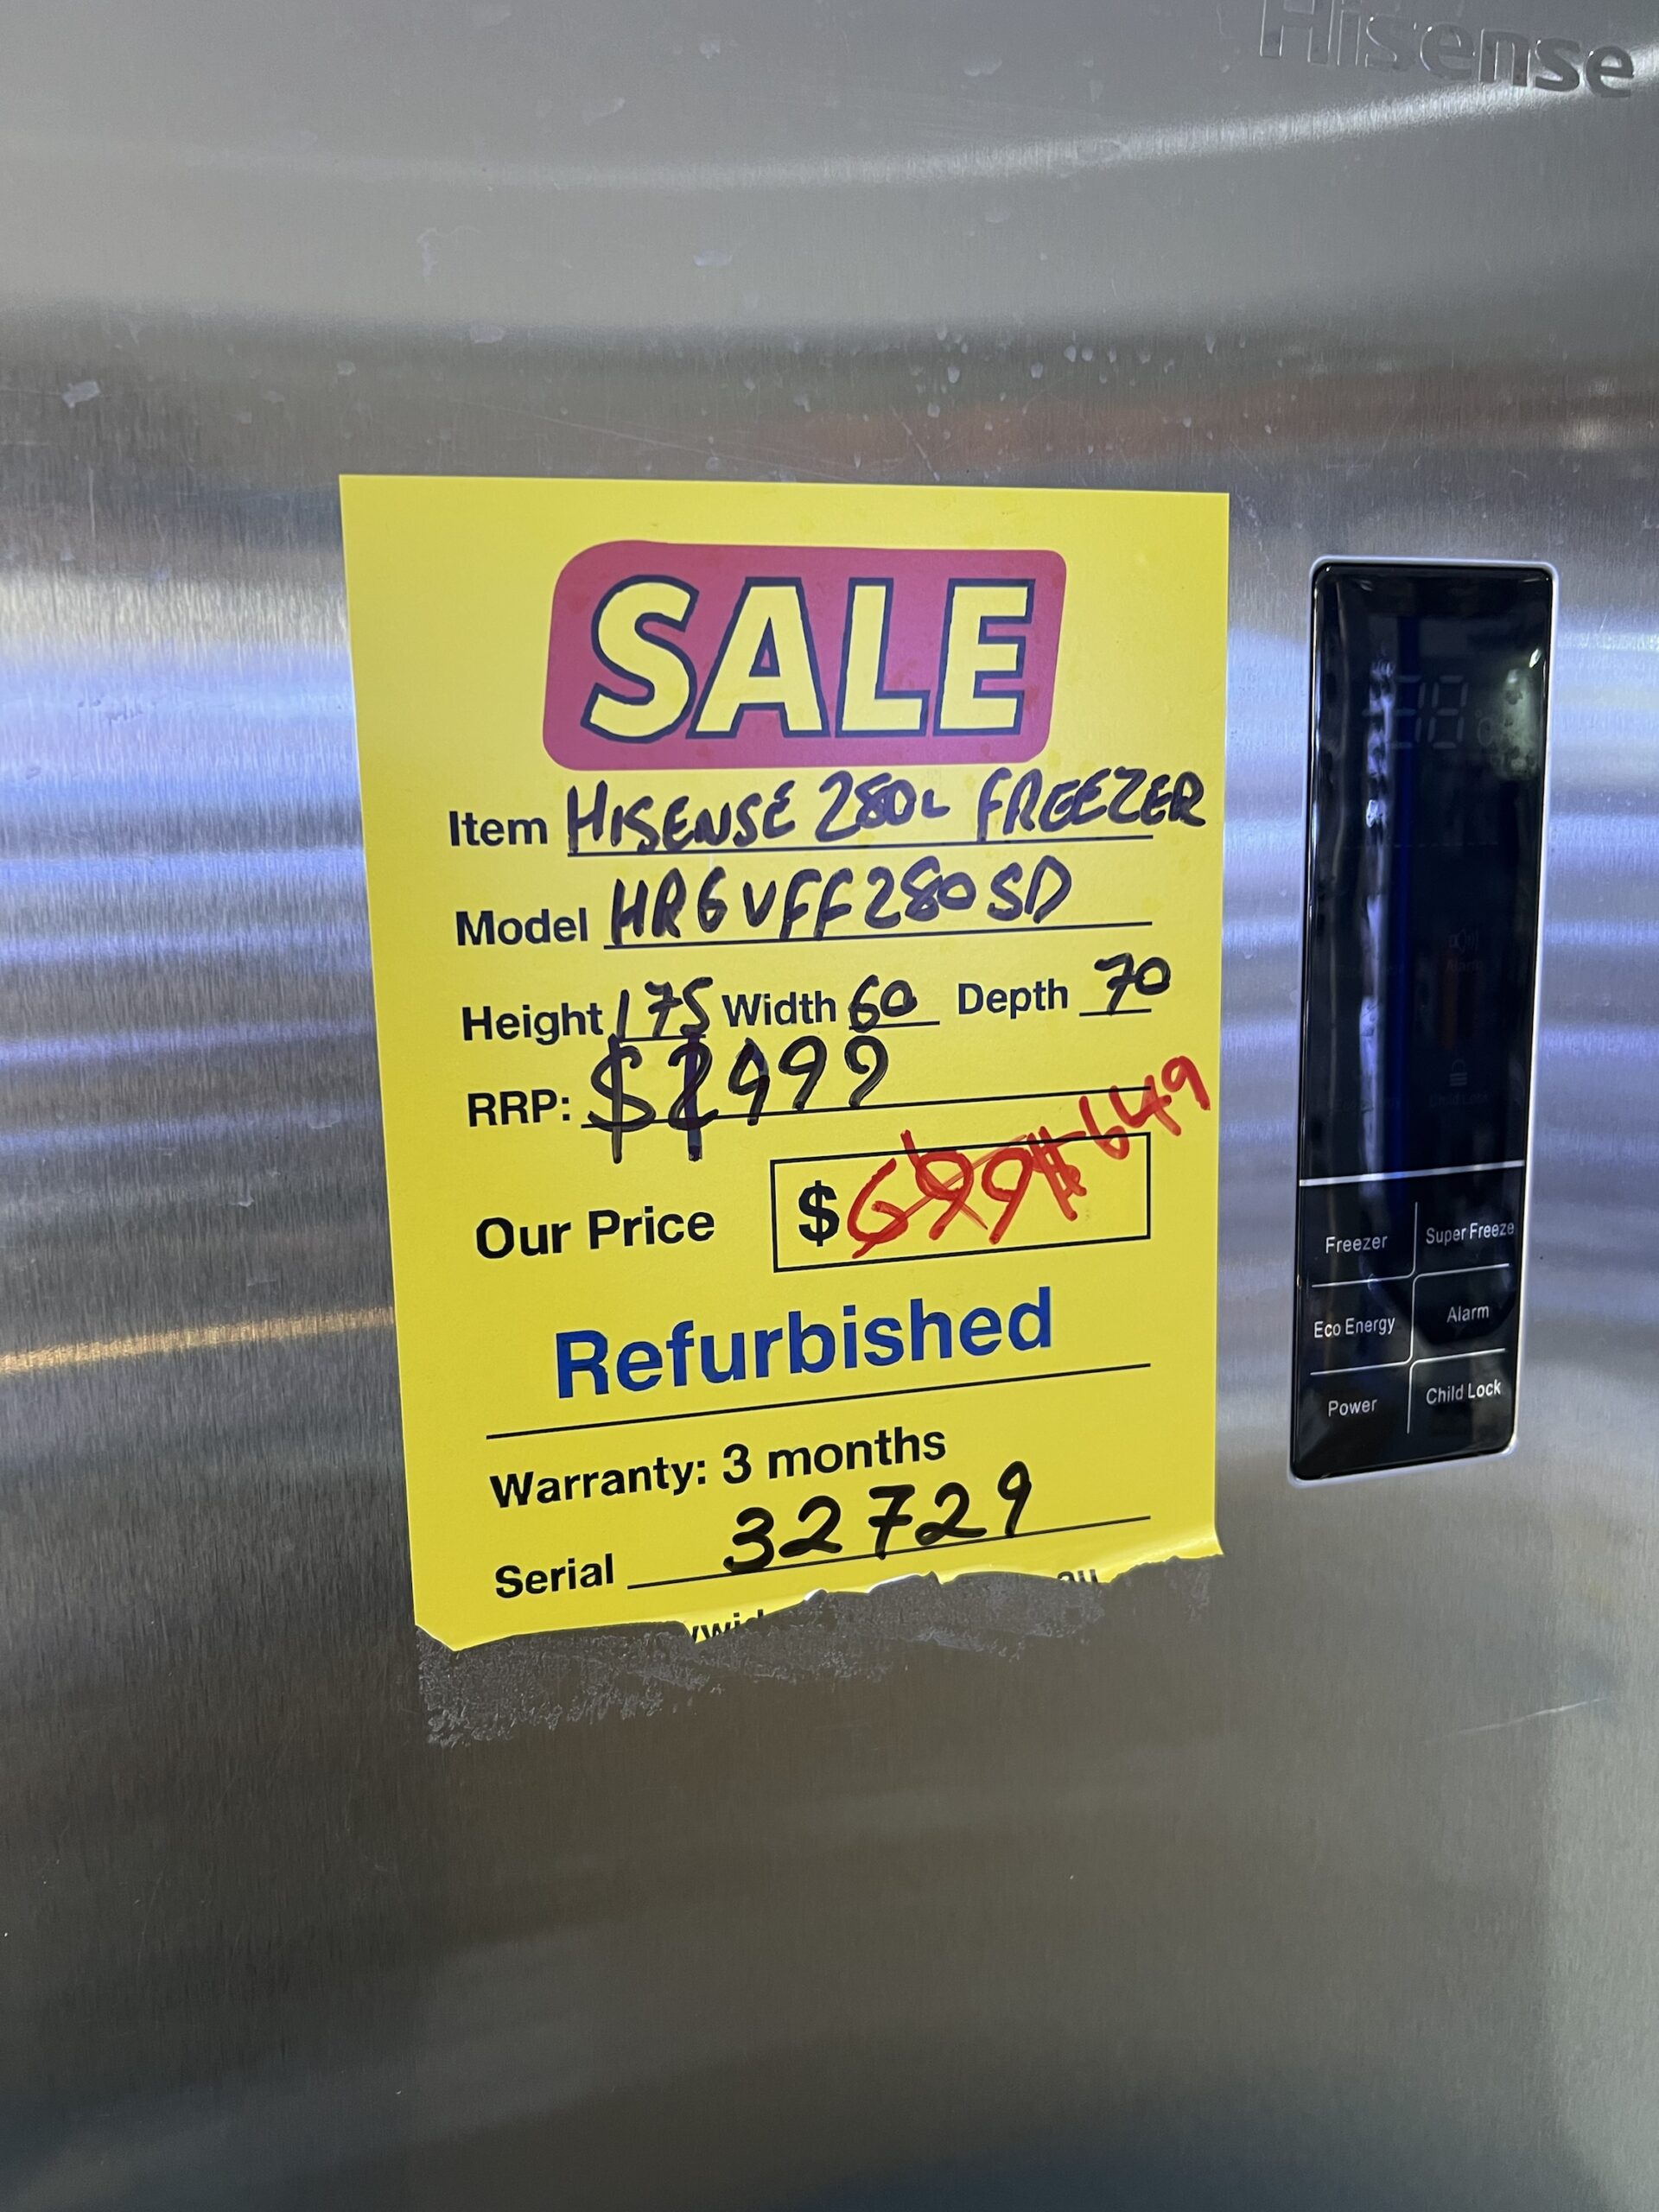 Hisense
SALE
Item HISENSE 280L FREEZER
Model HR6VFF280SD
Height 175 Width 60 Depth 70
RRP: $1999
Our Price $699 $649
Refurbished
Warranty: 3 months
Serial 32729
Freezer Super Freeze
Eco Energy Alarm
Power Child Lock